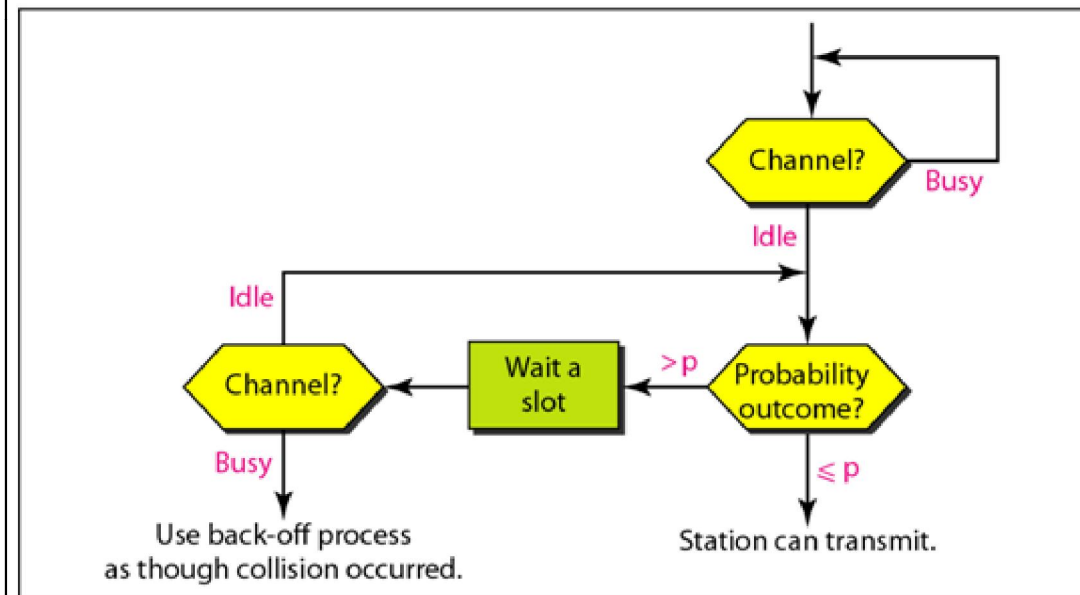 Channel?
Busy
Idle
Idle
Channel?
Wait a
slot
>p
Probability
outcome?
Busy
⩽ p
Use back-off process
as though collision occurred.
Station can transmit.